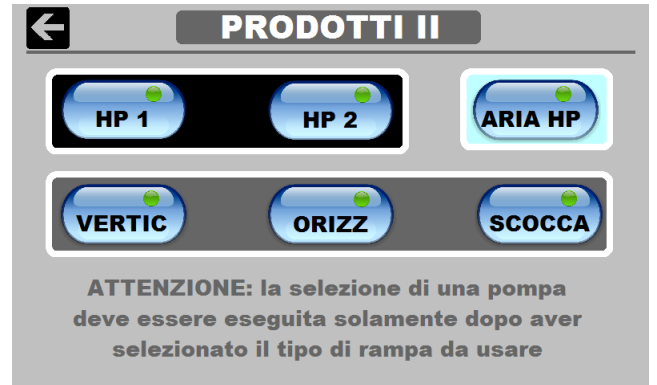 PRODOTTI II
HP 1 HP 2 ARIA HP
VERTIC ORIZZ SCOCCA
ATTENZIONE: la selezione di una pompa
deve essere eseguita solamente dopo aver
selezionato il tipo di rampa da usare